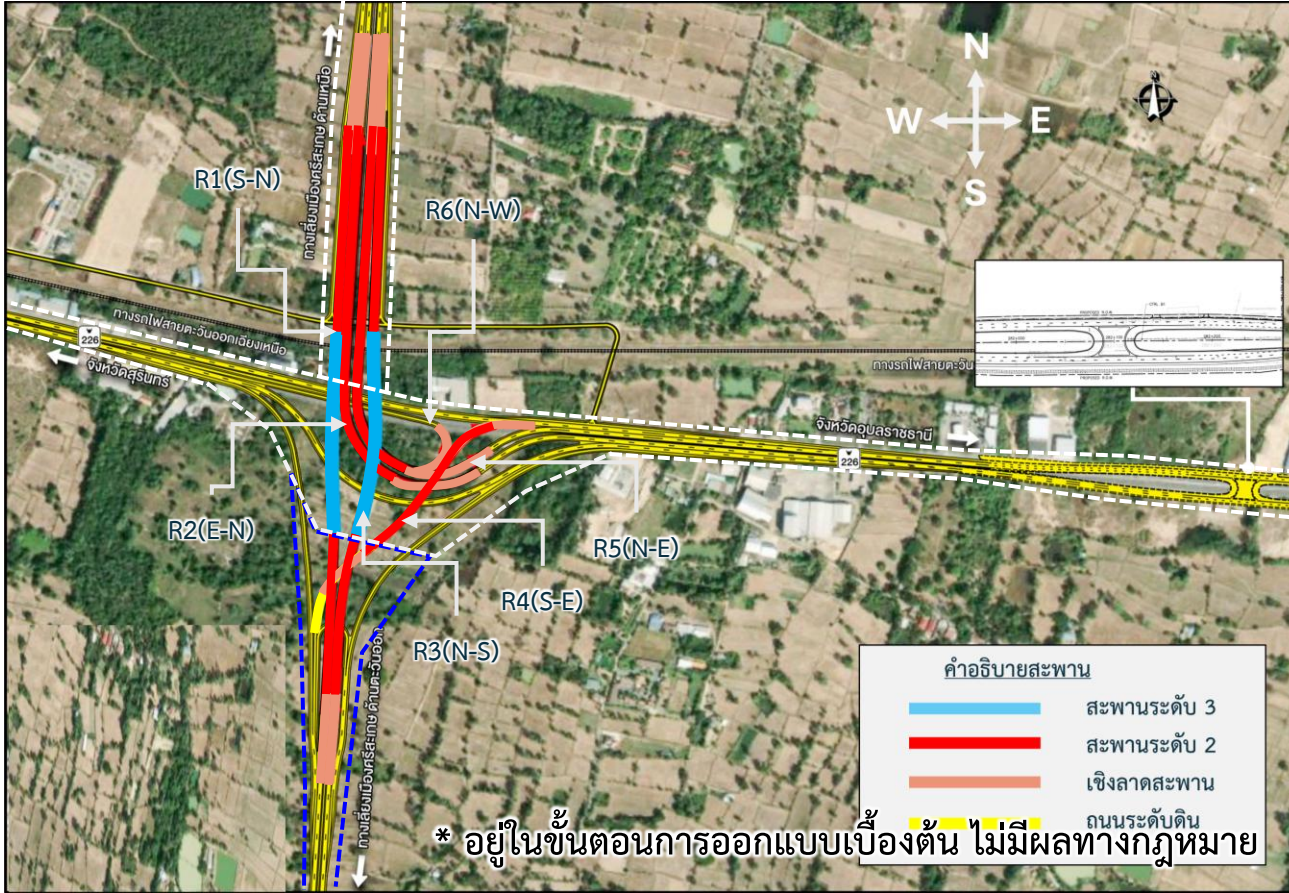 N
W
E
S
N
ทางเลี่ยงเมืองศรีสะเกษ ด้านเหนือ
R1(S-N)
R6(N-W)
ทางรถไฟสายตะวันออกเฉียงเหนือ
226
จังหวัดสุรินทร์
ทางรถไฟสายตะวัน
จังหวัดอุบลราชธานี
226
R2(E-N)
R5(N-E)
R4(S-E)
R3(N-S)
ทางเลี่ยงเมืองศรีสะเกษ ด้านตะวันออก
คำอธิบายสะพาน
สะพานระดับ 3
สะพานระดับ 2
เชิงลาดสะพาน
ถนนระดับดิน
* อยู่ในขั้นตอนการออกแบบเบื้องต้น ไม่มีผลทางกฎหมาย